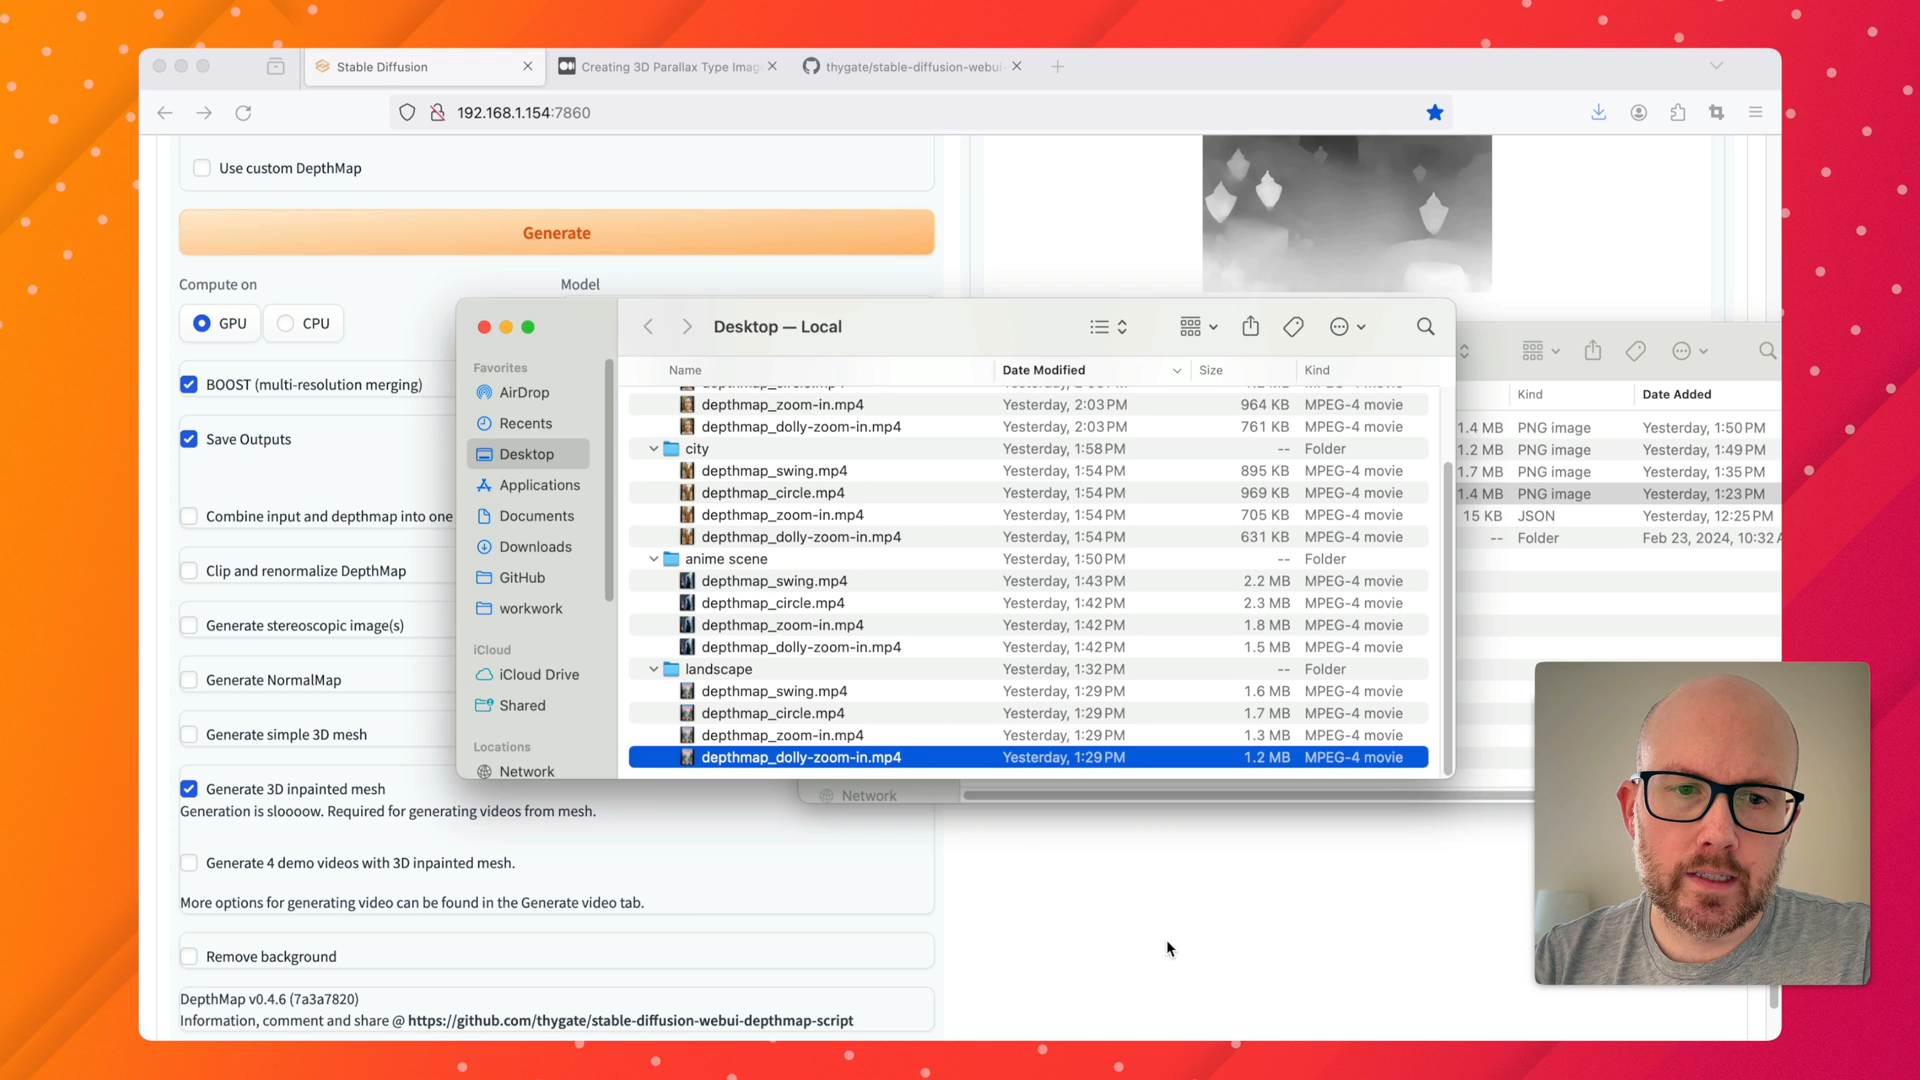 Stable Diffusion
Creating 3D Parallax Type Imag
thygate/stable-diffusion-webui-
192.168.1.154:7860
Use custom DepthMap
Generate
Compute on
Model
GPU
CPU
BOOST (multi-resolution merging)
Save Outputs
Combine input and depthmap into one
Clip and renormalize DepthMap
Generate stereoscopic image(s)
Generate NormalMap
Generate simple 3D mesh
Generate 3D inpainted mesh
Generation is sloooow. Required for generating videos from mesh.
Generate 4 demo videos with 3D inpainted mesh.
More options for generating video can be found in the Generate video tab.
Remove background
DepthMap v0.4.6 (7a3a7820)
Information, comment and share @ https://github.com/thygate/stable-diffusion-webui-depthmap-script
Favorites
AirDrop
Recents
Desktop
Applications
Documents
Downloads
GitHub
workwork
iCloud
iCloud Drive
Shared
Locations
Network
Desktop — Local
Name Date Modified Size Kind
depthmap_zoom-in.mp4 Yesterday, 2:03 PM 964 KB MPEG-4 movie
depthmap_dolly-zoom-in.mp4 Yesterday, 2:03 PM 761 KB MPEG-4 movie
city Yesterday, 1:58 PM -- Folder
depthmap_swing.mp4 Yesterday, 1:54 PM 895 KB MPEG-4 movie
depthmap_circle.mp4 Yesterday, 1:54 PM 969 KB MPEG-4 movie
depthmap_zoom-in.mp4 Yesterday, 1:54 PM 705 KB MPEG-4 movie
depthmap_dolly-zoom-in.mp4 Yesterday, 1:54 PM 631 KB MPEG-4 movie
anime scene Yesterday, 1:50 PM -- Folder
depthmap_swing.mp4 Yesterday, 1:43 PM 2.2 MB MPEG-4 movie
depthmap_circle.mp4 Yesterday, 1:42 PM 2.3 MB MPEG-4 movie
depthmap_zoom-in.mp4 Yesterday, 1:42 PM 1.8 MB MPEG-4 movie
depthmap_dolly-zoom-in.mp4 Yesterday, 1:42 PM 1.5 MB MPEG-4 movie
landscape Yesterday, 1:32 PM -- Folder
depthmap_swing.mp4 Yesterday, 1:29 PM 1.6 MB MPEG-4 movie
depthmap_circle.mp4 Yesterday, 1:29 PM 1.7 MB MPEG-4 movie
depthmap_zoom-in.mp4 Yesterday, 1:29 PM 1.3 MB MPEG-4 movie
depthmap_dolly-zoom-in.mp4 Yesterday, 1:29 PM 1.2 MB MPEG-4 movie
Kind Date Added
1.4 MB PNG image Yesterday, 1:50 PM
1.2 MB PNG image Yesterday, 1:49 PM
1.7 MB PNG image Yesterday, 1:35 PM
1.4 MB PNG image Yesterday, 1:23 PM
15 KB JSON Yesterday, 12:25 PM
-- Folder Feb 23, 2024, 10:32
Network